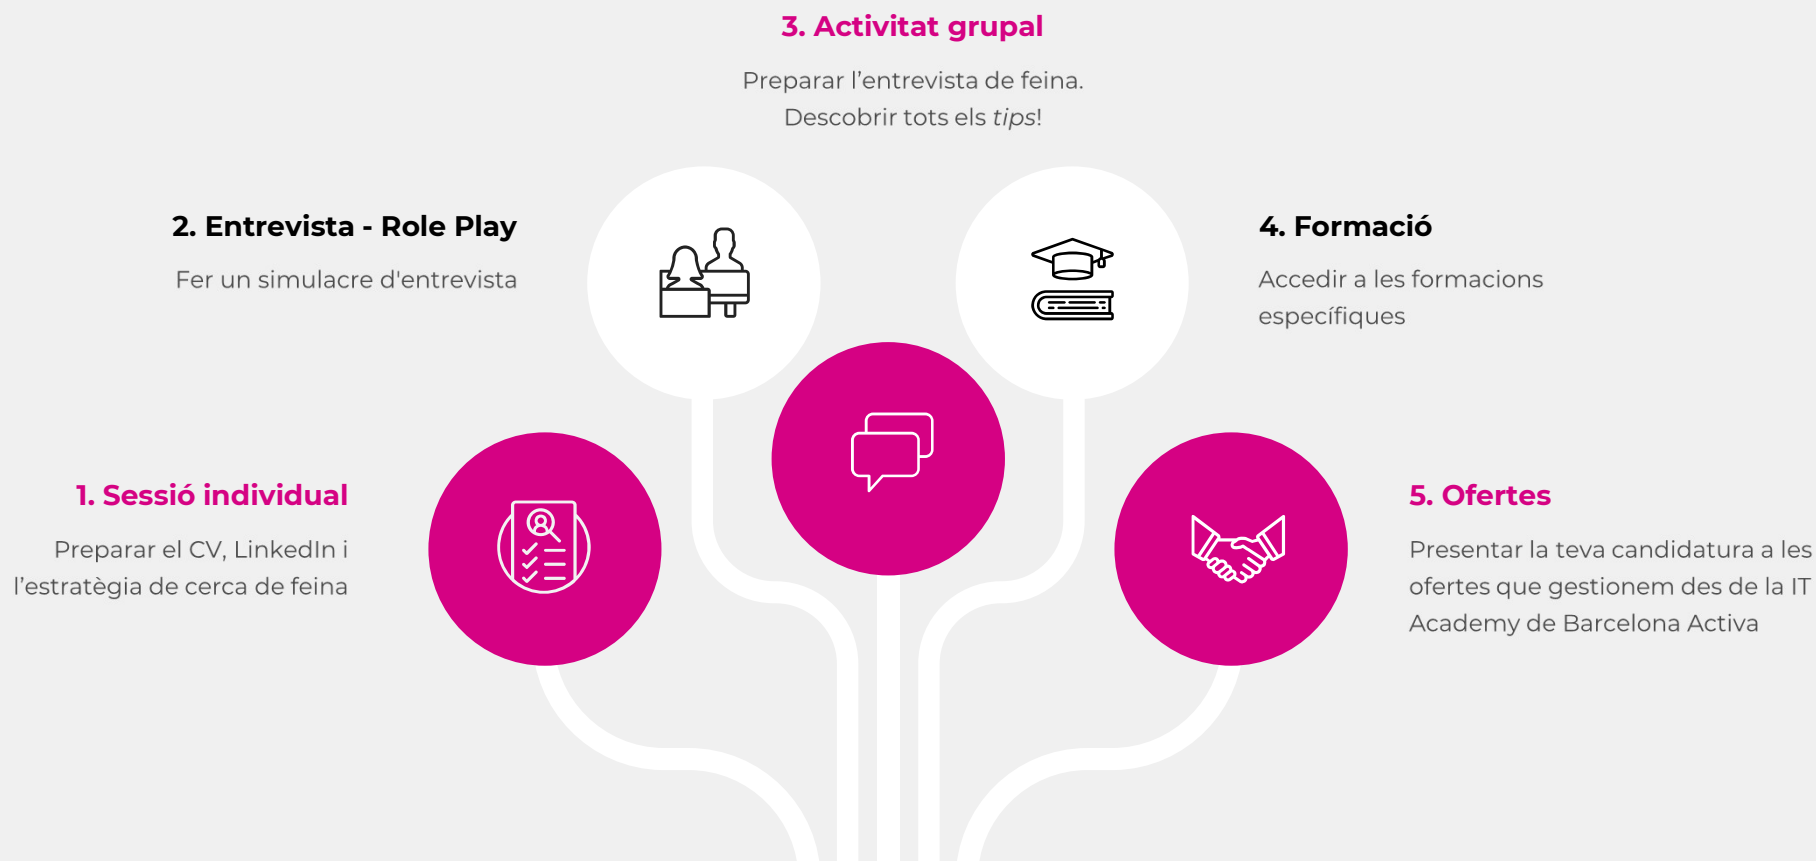 3. Activitat grupal
Preparar l’entrevista de feina.
Descobrir tots els tips!
2. Entrevista - Role Play
Fer un simulacre d'entrevista
4. Formació
Accedir a les formacions
específiques
1. Sessió individual
Preparar el CV, LinkedIn i
l’estratègia de cerca de feina
5. Ofertes
Presentar la teva candidatura a les
ofertes que gestionem des de la IT
Academy de Barcelona Activa